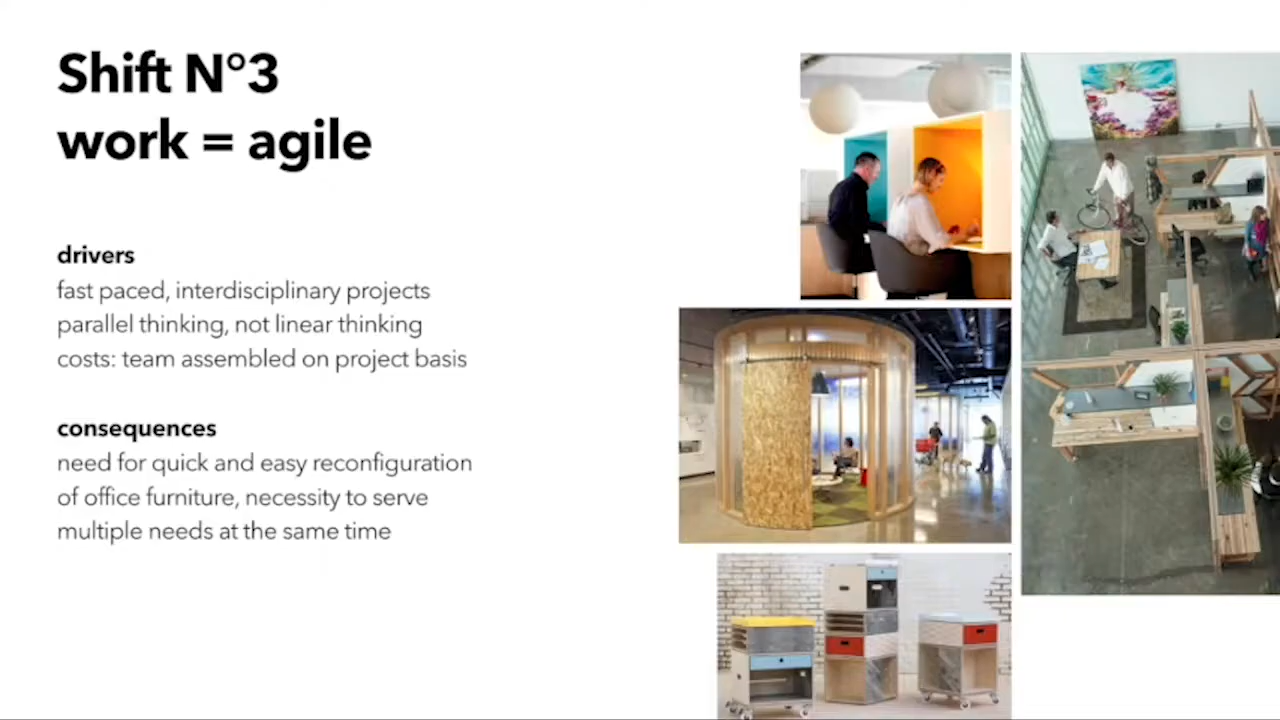 Shift N°3
work = agile
drivers
fast paced, interdisciplinary projects
parallel thinking, not linear thinking
costs: team assembled on project basis
consequences
need for quick and easy reconfiguration
of office furniture, necessity to serve
multiple needs at the same time